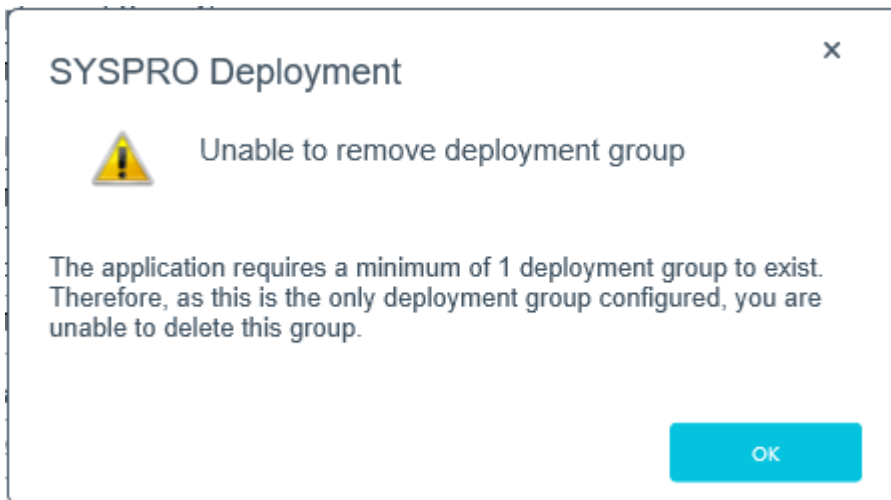 SYSPRO Deployment
Unable to remove deployment group
The application requires a minimum of 1 deployment group to exist.
Therefore, as this is the only deployment group configured, you are
unable to delete this group.
OK